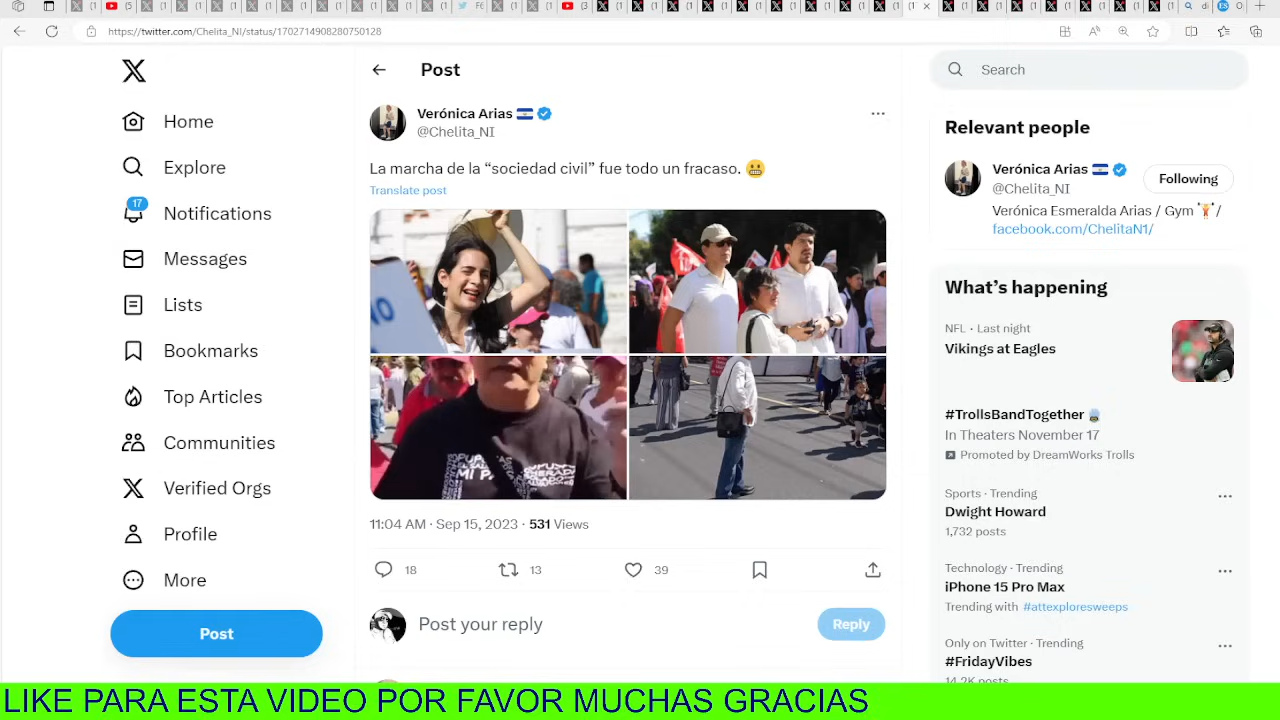 https://twitter.com/Chelita_NI/status/1702714908280750128
Home
Explore
17
Notifications
Messages
Lists
Bookmarks
Top Articles
Communities
Verified Orgs
Profile
More
Post
Post
Verónica Arias
@Chelita_NI
La marcha de la “sociedad civil” fue todo un fracaso. 😬
Translate post
11:04 AM · Sep 15, 2023 · 531 Views
18
13
39
Post your reply
Reply
Search
Relevant people
Verónica Arias
@Chelita_NI
Following
Verónica Esmeralda Arias / Gym 🏋️ /
facebook.com/ChelitaN1/
What’s happening
NFL · Last night
Vikings at Eagles
#TrollsBandTogether
In Theaters November 17
Promoted by DreamWorks Trolls
Sports · Trending
Dwight Howard
1,732 posts
Technology · Trending
iPhone 15 Pro Max
Trending with #attexploresweeps
Only on Twitter · Trending
#FridayVibes
14.2K posts
LIKE PARA ESTA VIDEO POR FAVOR MUCHAS GRACIAS